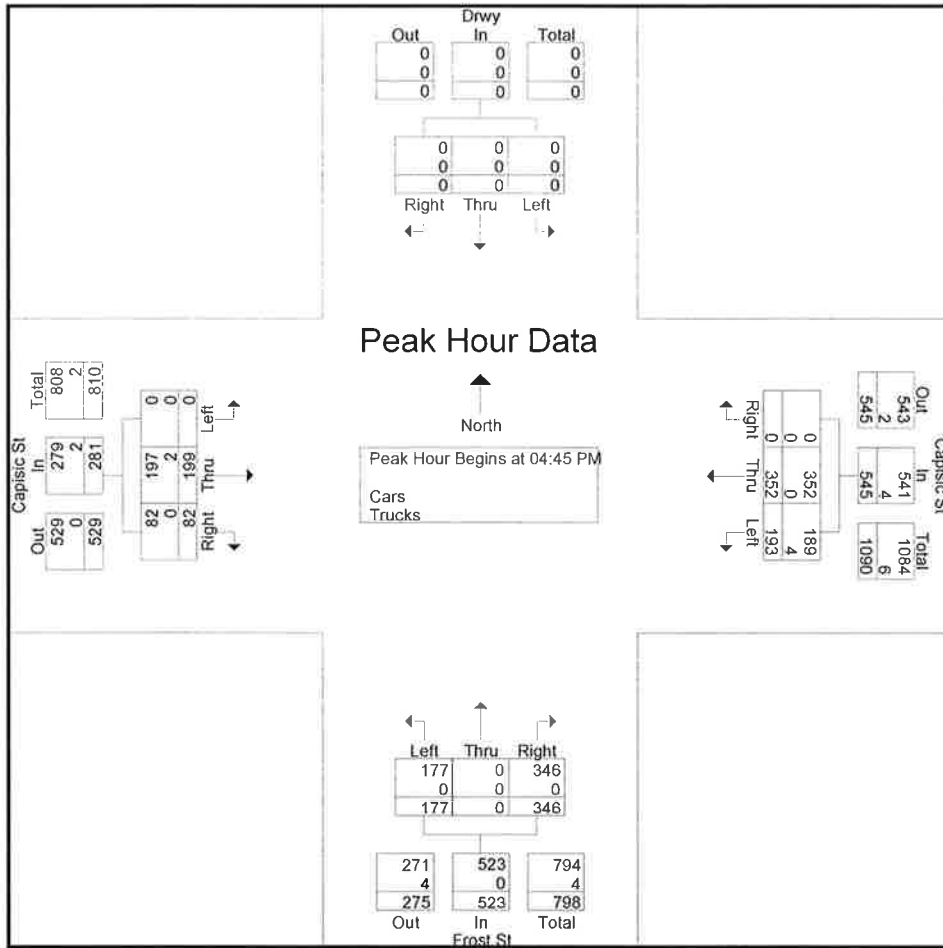 Drwy
Out In Total
0 0 0
0 0 0
0 0 0
0 0 0
0 0 0
0 0 0
Right Thru Left
Peak Hour Data
North
Peak Hour Begins at 04:45 PM
Cars
Trucks
Capisic St
Out In Total
529 279 808
0 2 2
529 281 810
Right Thru Left
82 197 0
0 2 0
82 199 0
Capisic St
Out In Total
543 541 1084
2 4 6
545 545 1090
Right Thru Left
0 352 189
0 0 4
0 352 193
Left Thru Right
177 0 346
0 0 0
177 0 346
271 523 794
4 0 4
275 523 798
Out In Total
Frost St